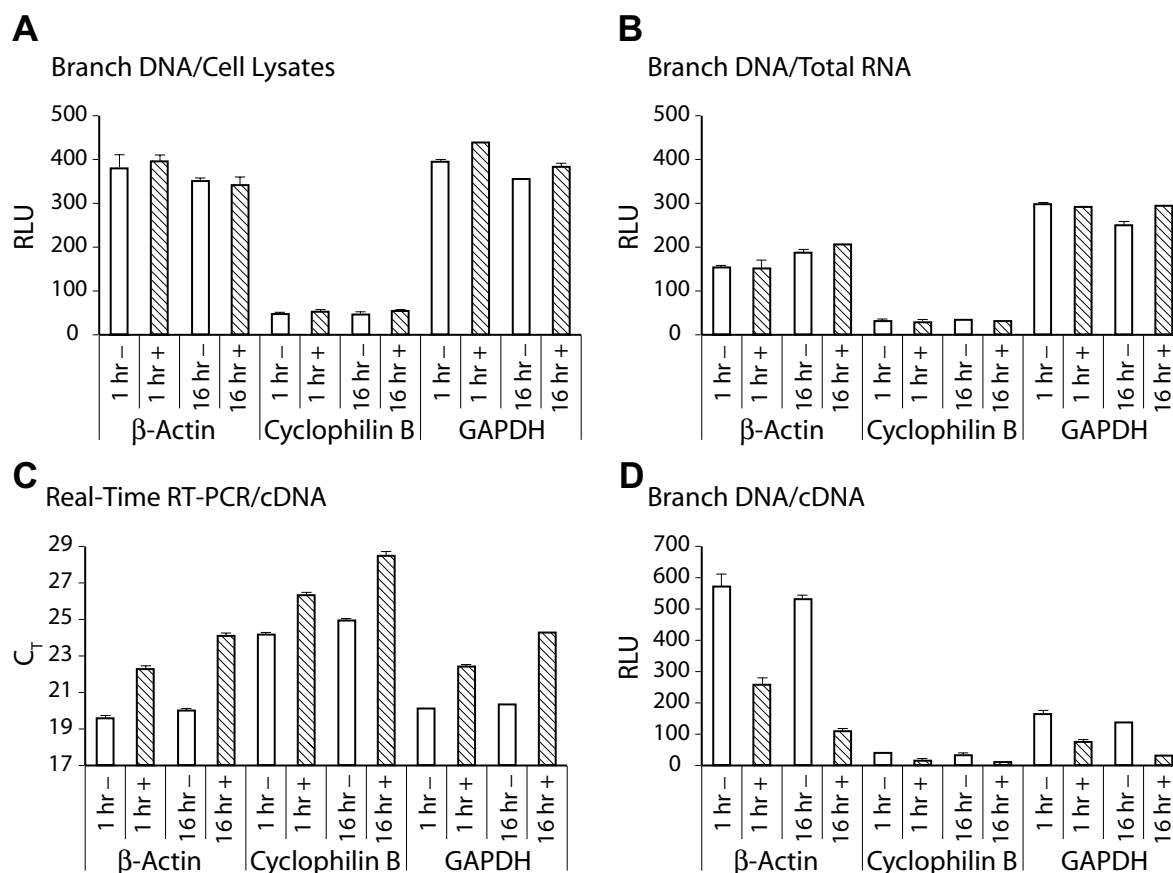 A
Branch DNA/Cell Lysates
500
400
300
200
100
0
RLU
1 hr –
1 hr +
16 hr –
16 hr +
1 hr –
1 hr +
16 hr –
16 hr +
1 hr –
1 hr +
16 hr –
16 hr +
β-Actin
Cyclophilin B
GAPDH
B
Branch DNA/Total RNA
500
400
300
200
100
0
RLU
1 hr –
1 hr +
16 hr –
16 hr +
1 hr –
1 hr +
16 hr –
16 hr +
1 hr –
1 hr +
16 hr –
16 hr +
β-Actin
Cyclophilin B
GAPDH
C
Real-Time RT-PCR/cDNA
29
27
25
23
21
19
17
CT
1 hr –
1 hr +
16 hr –
16 hr +
1 hr –
1 hr +
16 hr –
16 hr +
1 hr –
1 hr +
16 hr –
16 hr +
β-Actin
Cyclophilin B
GAPDH
D
Branch DNA/cDNA
700
600
500
400
300
200
100
0
RLU
1 hr –
1 hr +
16 hr –
16 hr +
1 hr –
1 hr +
16 hr –
16 hr +
1 hr –
1 hr +
16 hr –
16 hr +
β-Actin
Cyclophilin B
GAPDH